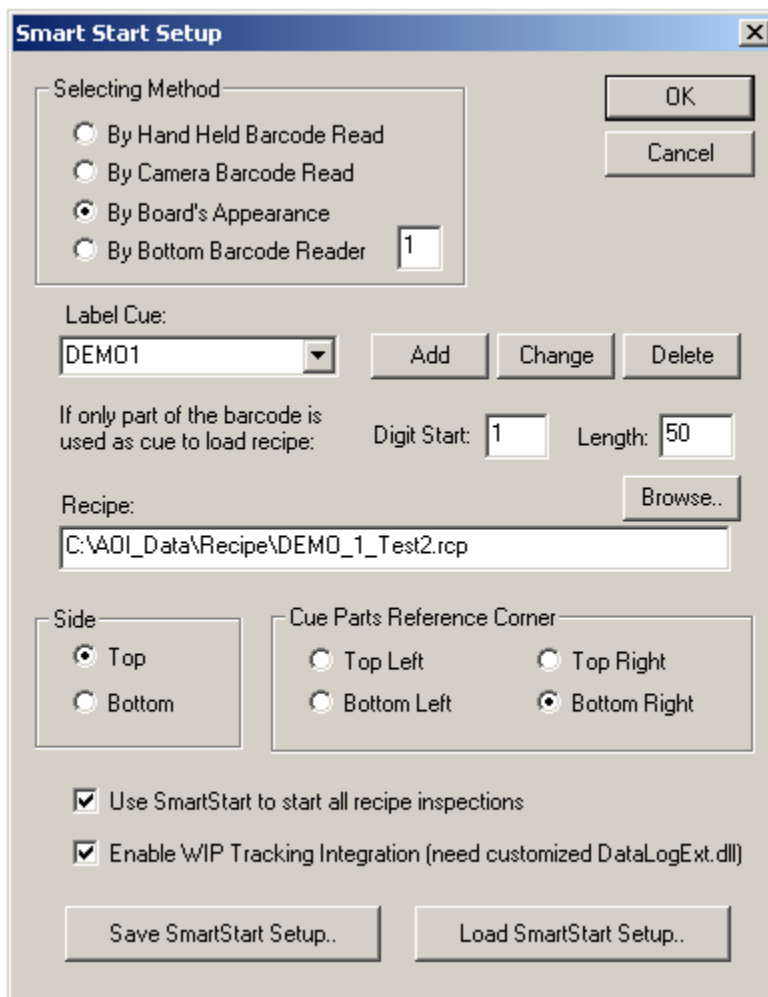 Smart Start Setup
Selecting Method
OK
By Hand Held Barcode Read
Cancel
By Camera Barcode Read
By Board's Appearance
By Bottom Barcode Reader 1
Label Cue:
DEMO1 Add Change Delete
If only part of the barcode is
used as cue to load recipe: Digit Start: 1 Length: 50
Browse..
Recipe:
C:\AOI_Data\Recipe\DEMO_1_Test2.rcp
Side
Top
Bottom
Cue Parts Reference Corner
Top Left Top Right
Bottom Left Bottom Right
Use SmartStart to start all recipe inspections
Enable WIP Tracking Integration (need customized DataLogExt.dll)
Save SmartStart Setup.. Load SmartStart Setup..